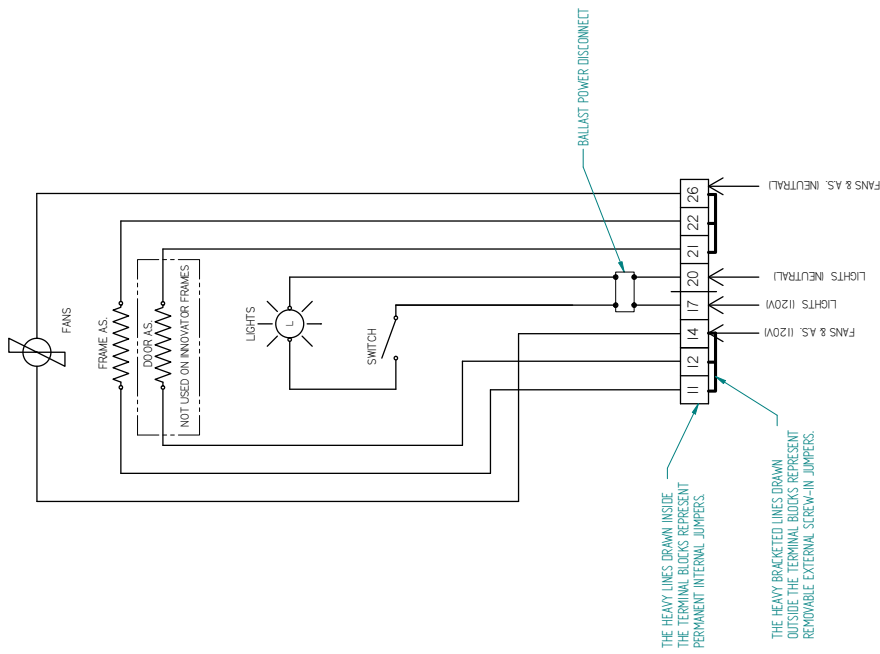 FANS
FRAME A.S.
DOOR A.S.
NOT USED ON INNOVATOR FRAMES
LIGHTS
L
SWITCH
BALLAST POWER DISCONNECT
26
22
21
20
17
14
12
11
FANS & A.S. (NEUTRAL)
LIGHTS (NEUTRAL)
LIGHTS (120V)
FANS & A.S. (120V)
THE HEAVY LINES DRAWN INSIDE
THE TERMINAL BLOCKS REPRESENT
PERMANENT INTERNAL JUMPERS.
THE HEAVY BRACKETED LINES DRAWN
OUTSIDE THE TERMINAL BLOCKS REPRESENT
REMOVABLE EXTERNAL SCREW-IN JUMPERS.